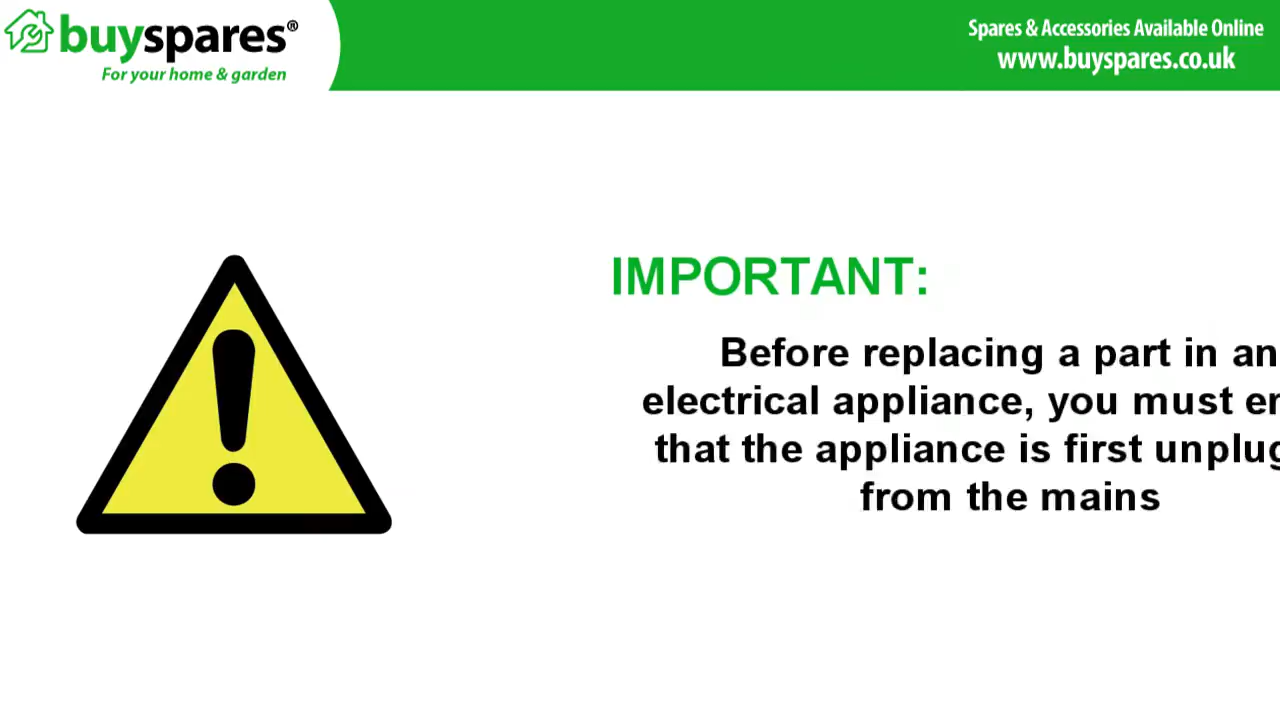 buyspares®
For your home & garden
Spares & Accessories Available Online
www.buyspares.co.uk
IMPORTANT:
Before replacing a part in an
electrical appliance, you must
that the appliance is first
from the mains